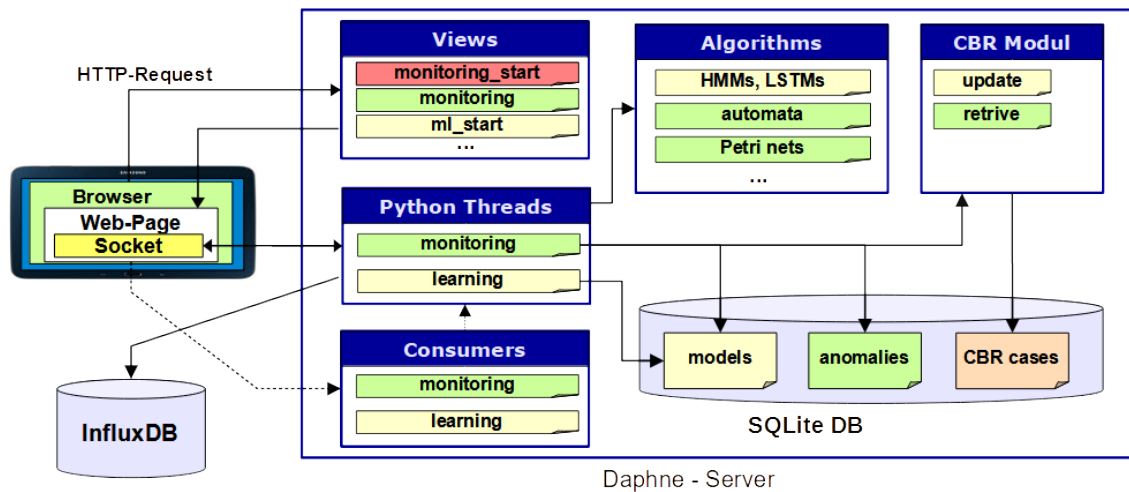 HTTP-Request
Views
monitoring_start
monitoring
ml_start
...
Algorithms
HMMs, LSTMs
automata
Petri nets
...
CBR Modul
update
retrive
SAMSUNG
Browser
Web-Page
Socket
Python Threads
monitoring
learning
Consumers
monitoring
learning
InfluxDB
models
anomalies
CBR cases
SQLite DB
Daphne - Server